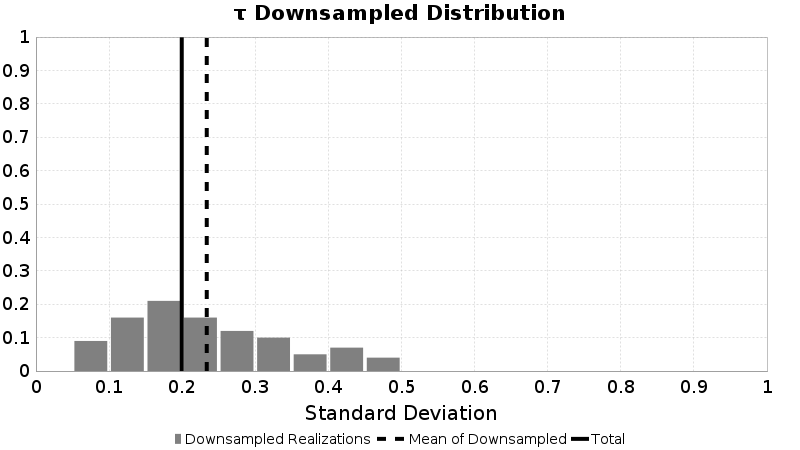 τ Downsampled Distribution
1
0.9
0.8
0.7
0.6
0.5
0.4
0.3
0.2
0.1
0
0 0.1 0.2 0.3 0.4 0.5 0.6 0.7 0.8 0.9 1
Standard Deviation
Downsampled Realizations Mean of Downsampled Total